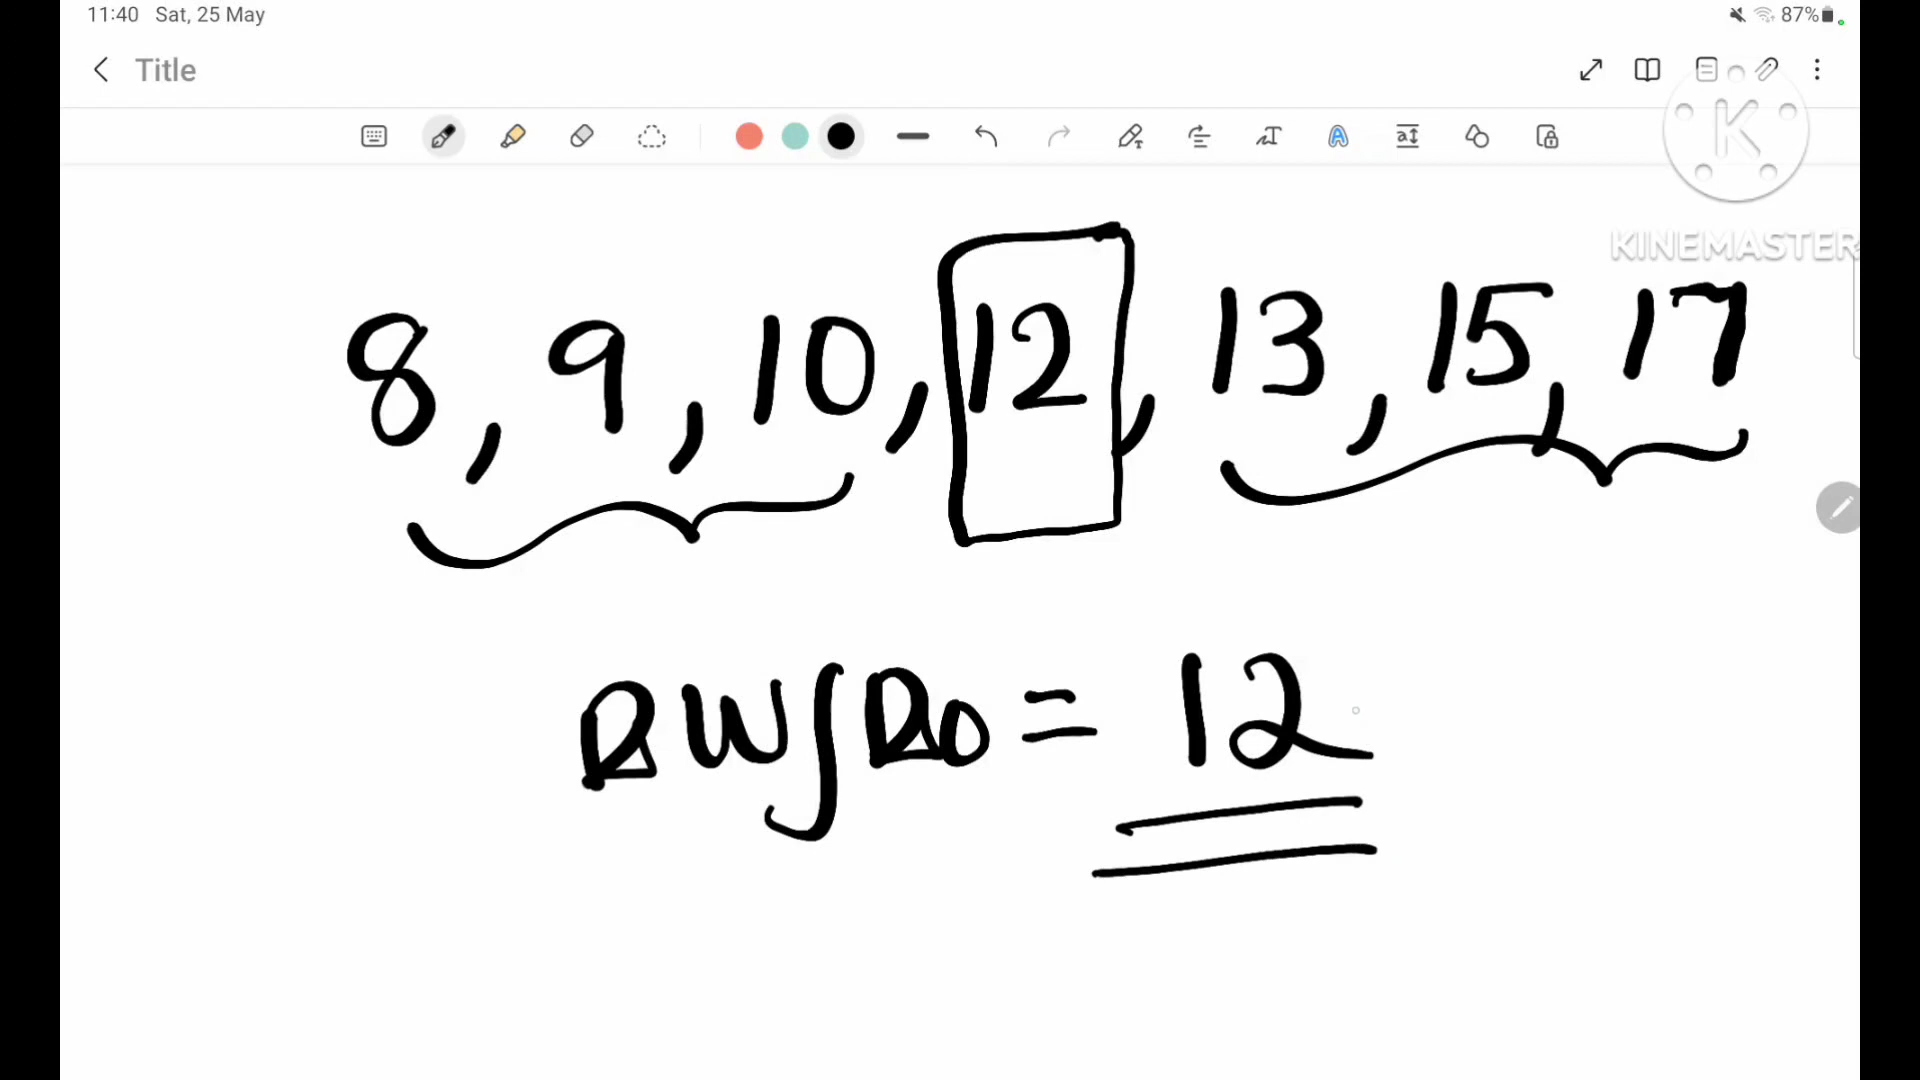 11:40 Sat, 25 May 87%
Title
KINEMASTER
8, 9, 10, 12, 13, 15, 17
= 12